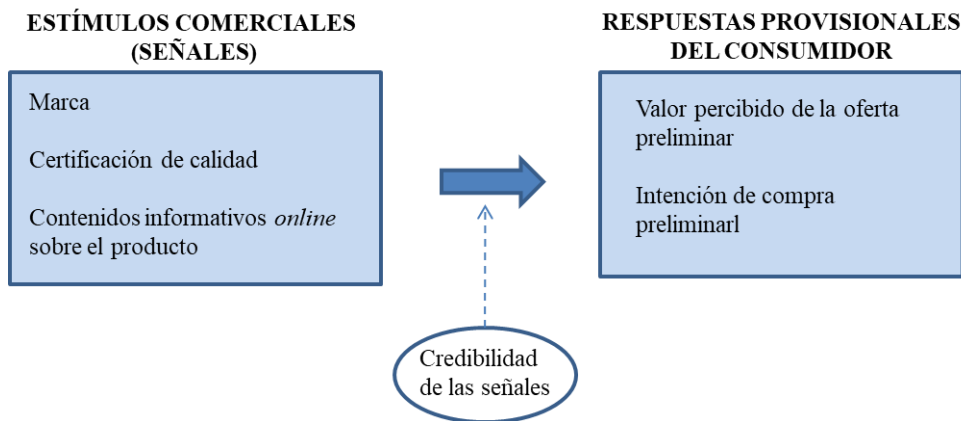 ESTÍMULOS COMERCIALES
(SEÑALES)
Marca
Certificación de calidad
Contenidos informativos online
sobre el producto
RESPUESTAS PROVISIONALES
DEL CONSUMIDOR
Valor percibido de la oferta
preliminar
Intención de compra
preliminarl
Credibilidad
de las señales